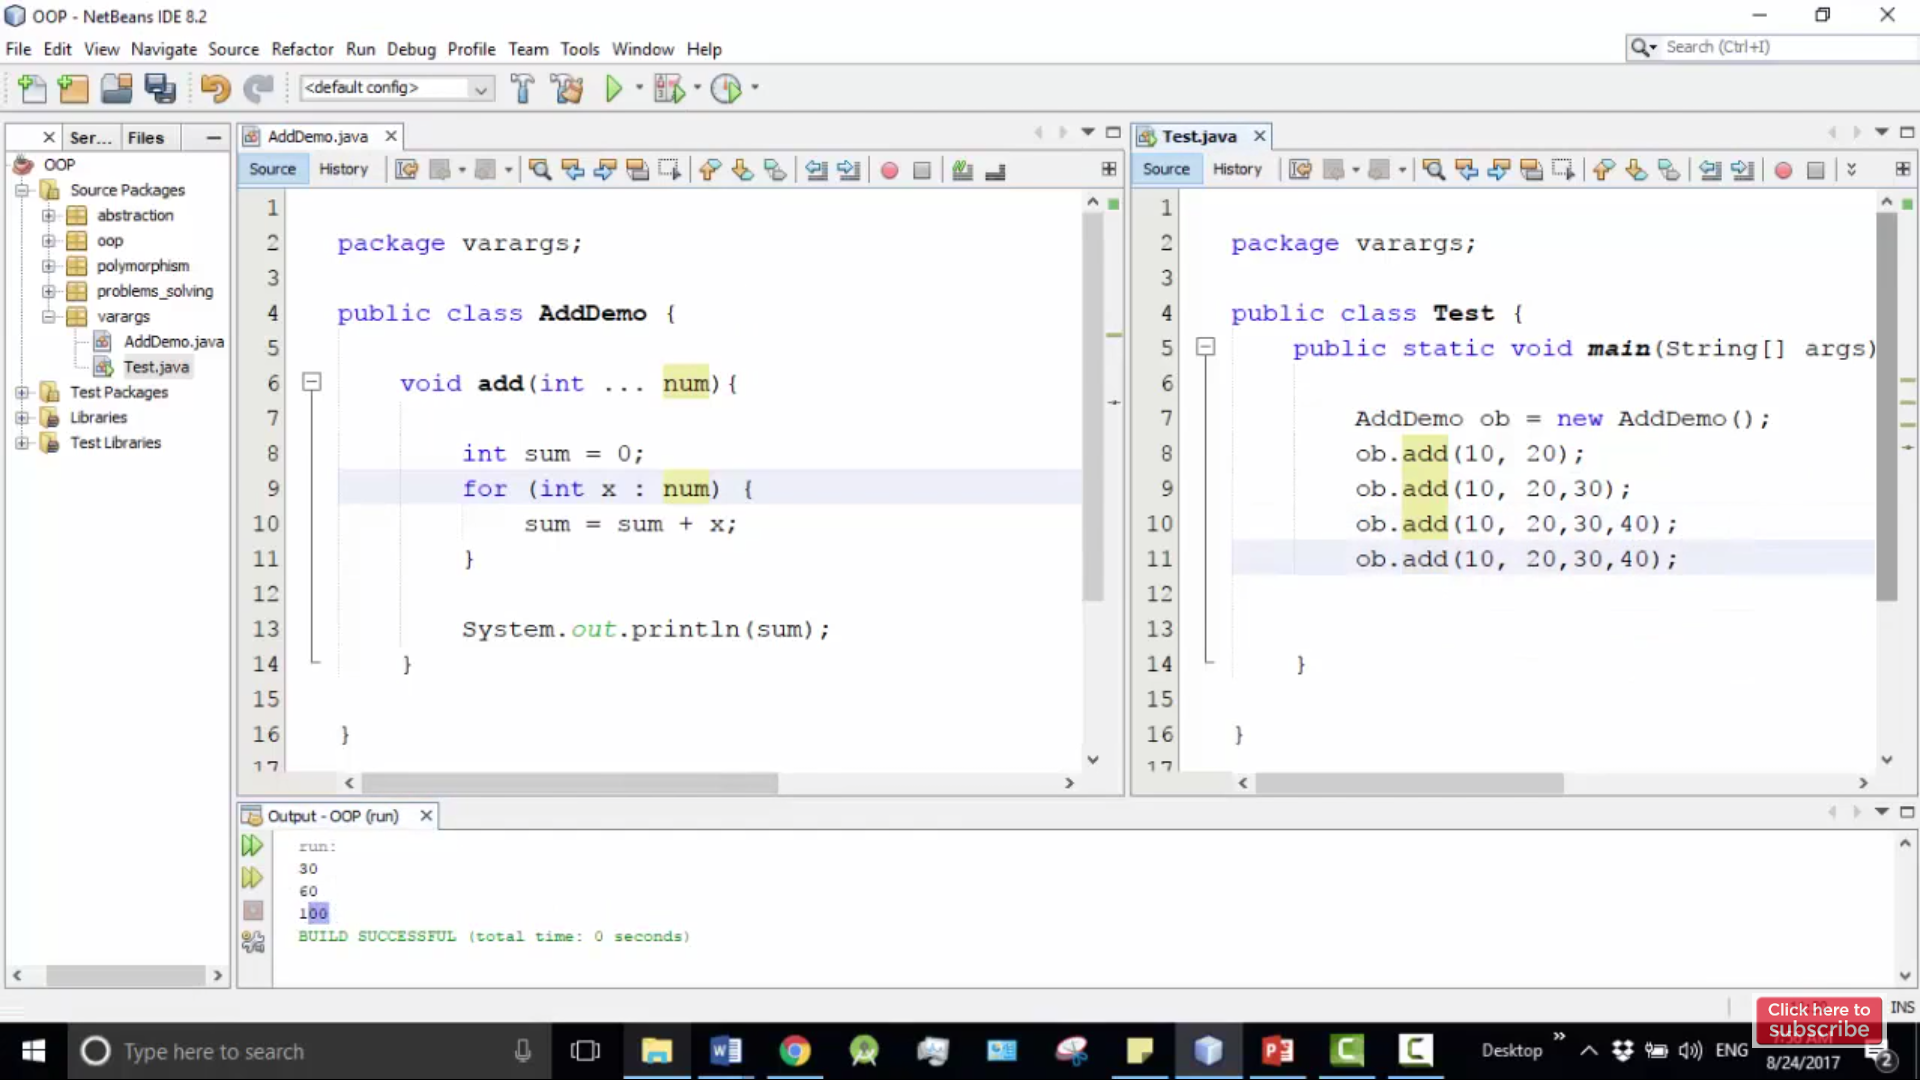 OOP - NetBeans IDE 8.2
File Edit View Navigate Source Refactor Run Debug Profile Team Tools Window Help
Search (Ctrl+I)
<default config>
Ser... Files
OOP
Source Packages
abstraction
oop
polymorphism
problems_solving
varargs
AddDemo.java
Test.java
Test Packages
Libraries
Test Libraries
AddDemo.java
Source History
1
2 package varargs;
3
4 public class AddDemo {
5
6 void add(int ... num){
7
8 int sum = 0;
9 for (int x : num) {
10 sum = sum + x;
11 }
12
13 System.out.println(sum);
14 }
15
16 }
17
Test.java
Source History
1
2 package varargs;
3
4 public class Test {
5 public static void main(String[] args)
6
7 AddDemo ob = new AddDemo();
8 ob.add(10, 20);
9 ob.add(10, 20,30);
10 ob.add(10, 20,30,40);
11 ob.add(10, 20,30,40);
12
13
14 }
15
16 }
17
Output - OOP (run)
run:
30
60
100
BUILD SUCCESSFUL (total time: 0 seconds)
INS
Click here to
subscribe
Type here to search
Desktop
ENG
8/24/2017
2